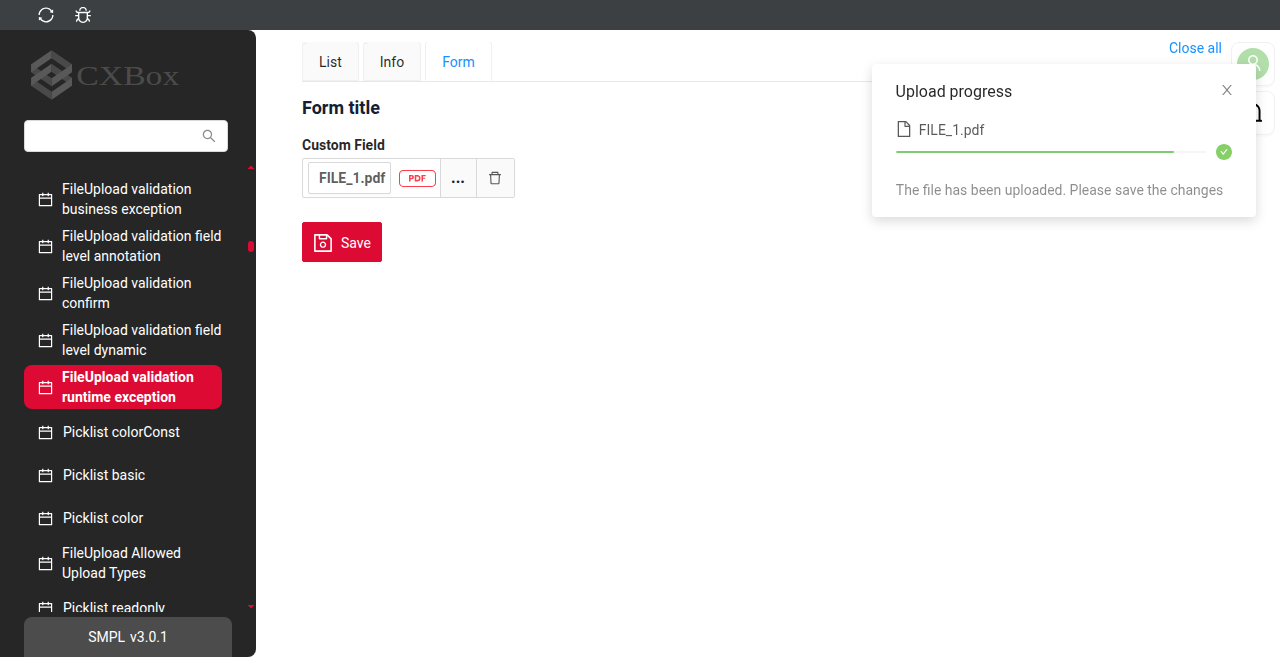 CXBox
FileUpload validation
business exception
FileUpload validation field
level annotation
FileUpload validation
confirm
FileUpload validation field
level dynamic
FileUpload validation
runtime exception
Picklist colorConst
Picklist basic
Picklist color
FileUpload Allowed
Upload Types
Picklist readonly
SMPL v3.0.1
List
Info
Form
Form title
Custom Field
FILE_1.pdf
PDF
...
Save
Close all
Upload progress
FILE_1.pdf
The file has been uploaded. Please save the changes